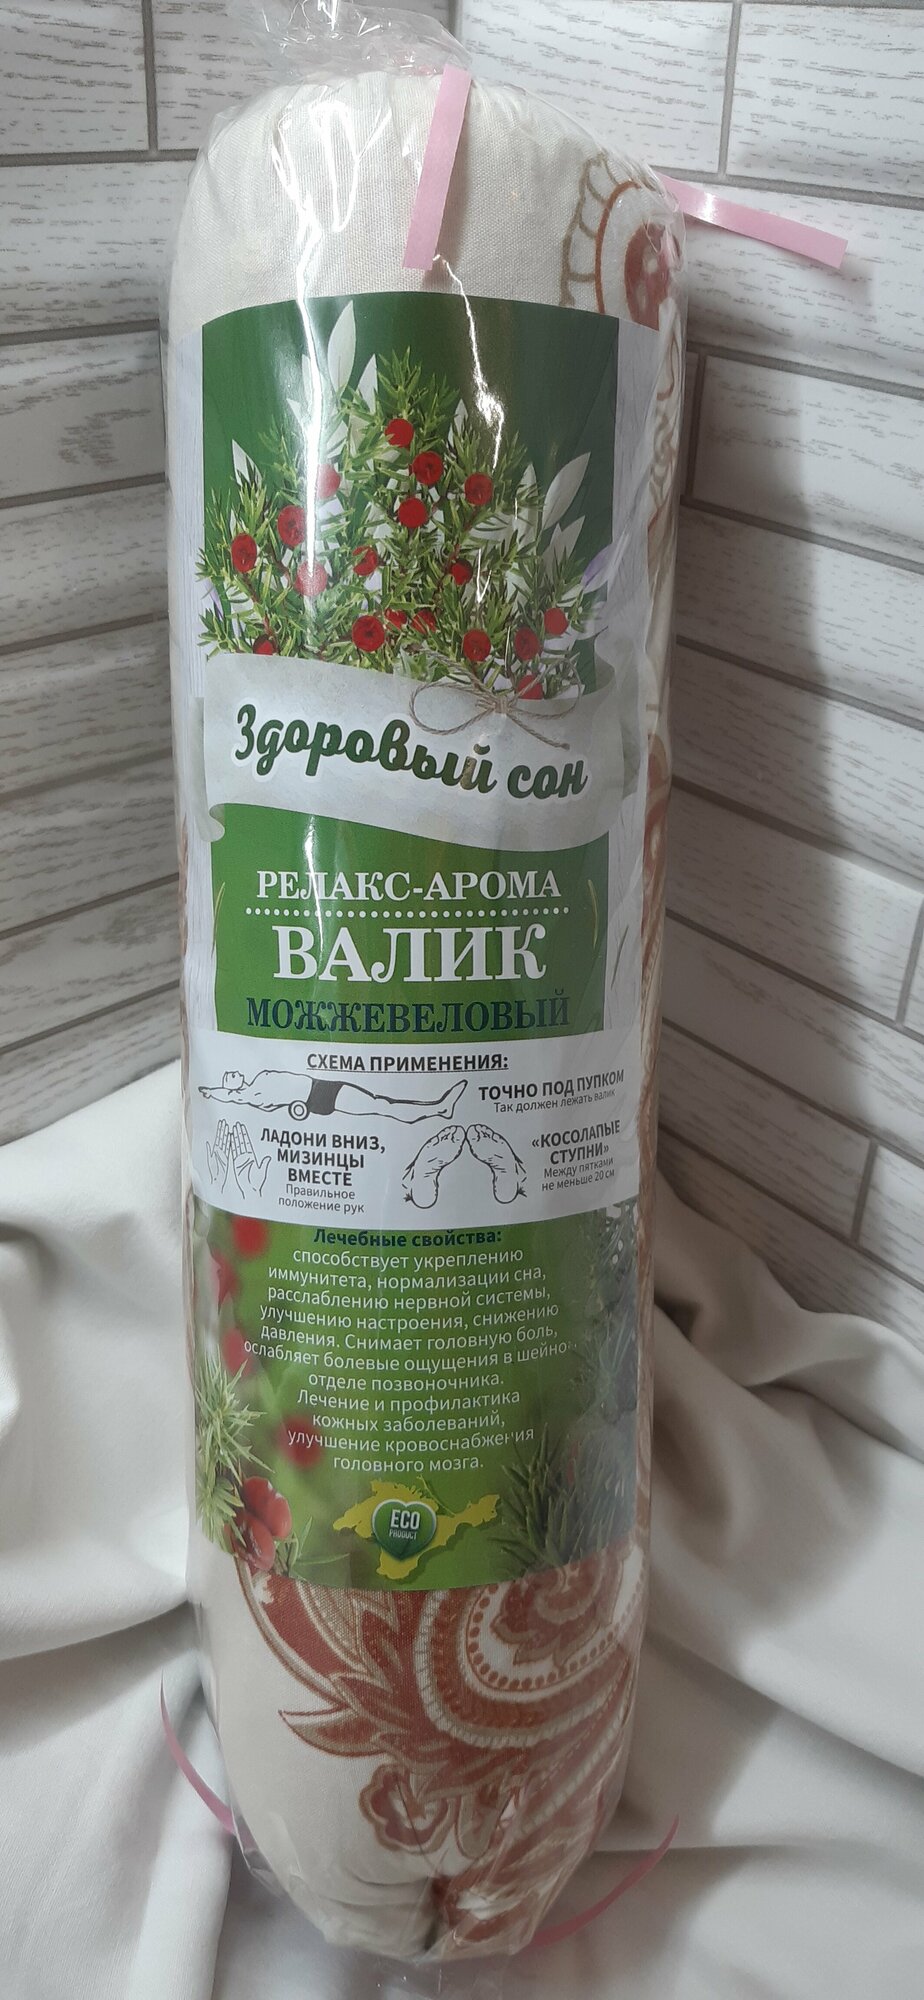 Здоровый сон
РЕЛАКС-АРОМА
ВАЛИК
МОЖЖЕВЕЛОВЫЙ
СХЕМА ПРИМЕНЕНИЯ:
ТОЧНО ПОД ПУПКОМ
Так должен лежать валик
ЛАДОНИ ВНИЗ,
МИЗИНЦЫ
ВМЕСТЕ
Правильное
положение рук
«КОСОЛАПЫЕ
СТУПНИ»
Между пятками
не меньше 20 см
Лечебные свойства:
способствует укреплению
иммунитета, нормализации сна,
расслаблению нервной системы,
улучшению настроения, снижению
давления. Снимает головную боль,
ослабляет болевые ощущения в шейном
отделе позвоночника.
Лечение и профилактика
кожных заболеваний,
улучшение кровоснабжения
головного мозга.
ECO
PRODUCT